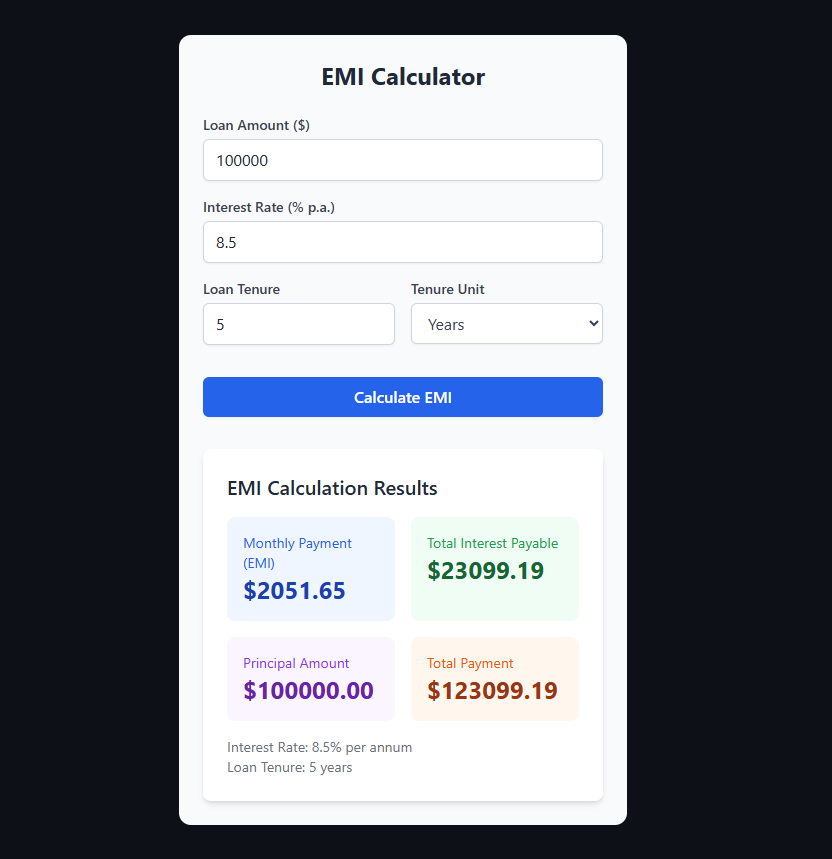 EMI Calculator
Loan Amount ($)
100000
Interest Rate (% p.a.)
8.5
Loan Tenure
Tenure Unit
5
Years
Calculate EMI
EMI Calculation Results
Monthly Payment
(EMI)
$2051.65
Total Interest Payable
$23099.19
Principal Amount
$100000.00
Total Payment
$123099.19
Interest Rate: 8.5% per annum
Loan Tenure: 5 years